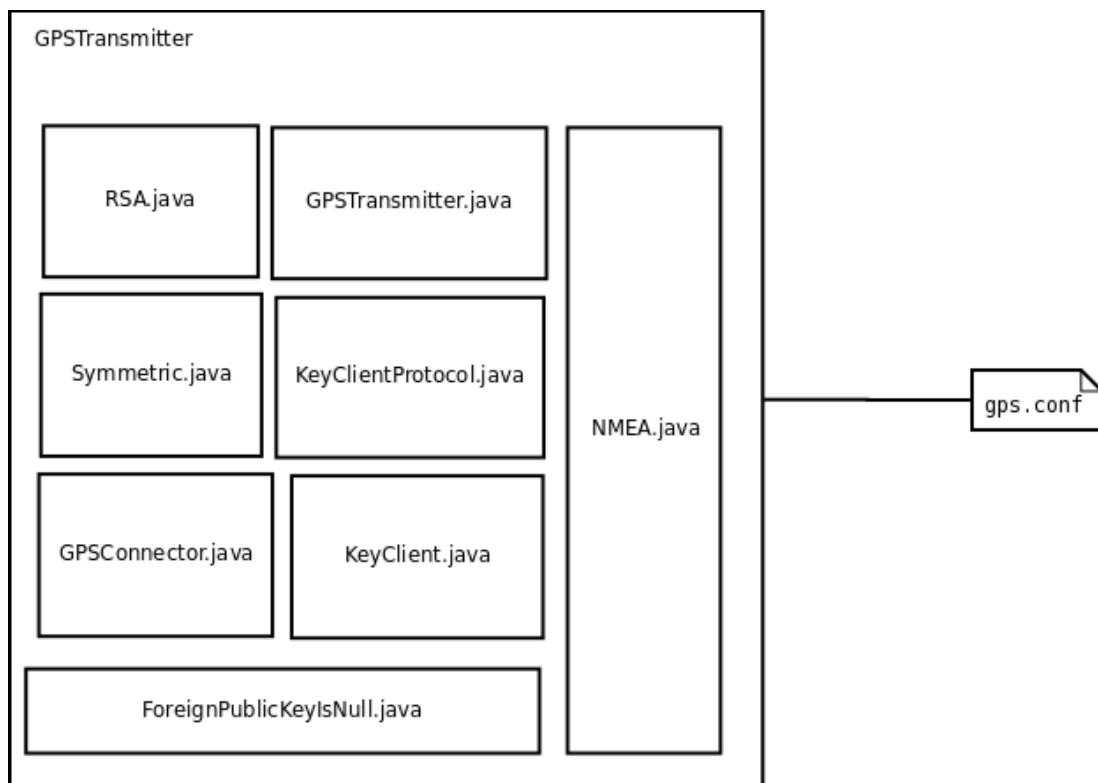 GPSTransmitter
RSA.java
GPSTransmitter.java
Symmetric.java
KeyClientProtocol.java
NMEA.java
gps.conf
GPSConnector.java
KeyClient.java
ForeignPublicKeyIsNull.java